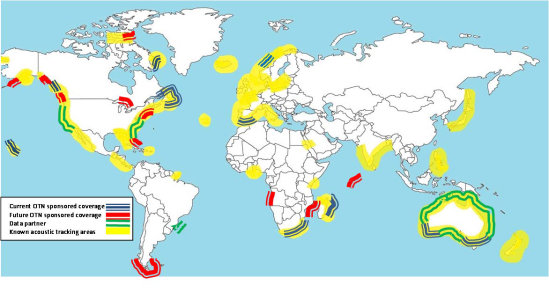 Current OTN sponsored coverage
Future OTN sponsored coverage
Data partner
Known acoustic tracking areas